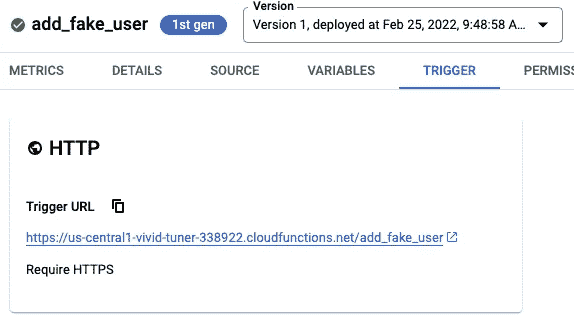 add_fake_user
1st gen
Version
Version 1, deployed at Feb 25, 2022, 9:48:58 A...
METRICS DETAILS SOURCE VARIABLES TRIGGER PERMISS
HTTP
Trigger URL
https://us-central1-vivid-tuner-338922.cloudfunctions.net/add_fake_user
Require HTTPS